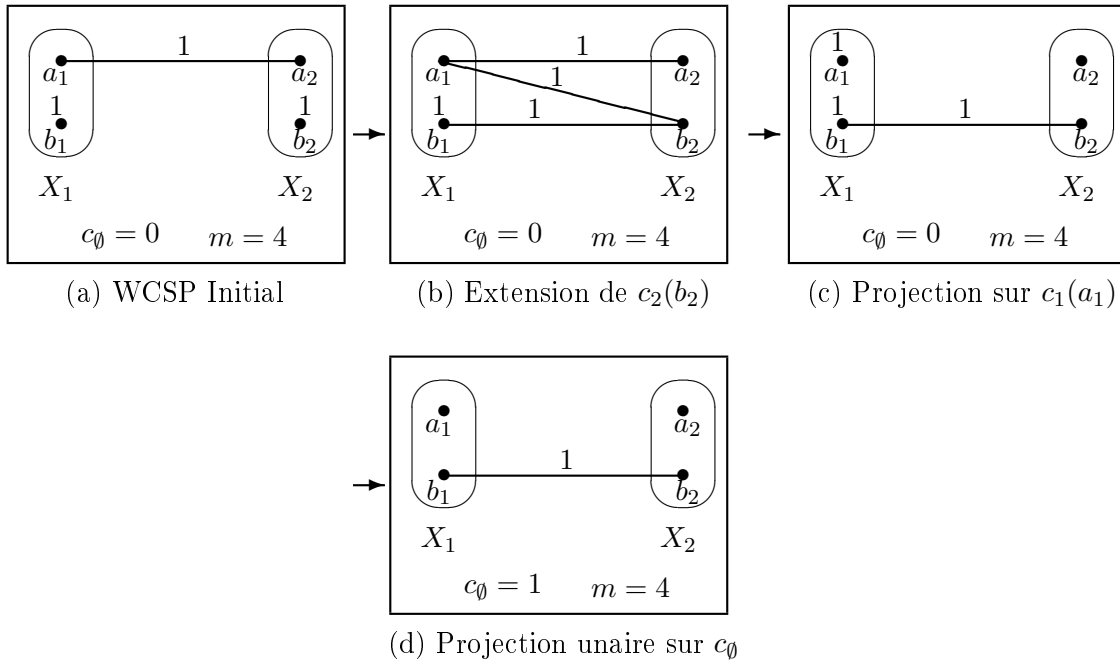 1 1 1
a₁ a₂ a₁ a₂ a₁ a₂
1 1 1 1 1 1 1
b₁ b₂ b₁ b₂ b₁ b₂
X₁ X₂ X₁ X₂ X₁ X₂
c∅ = 0 m = 4 c∅ = 0 m = 4 c∅ = 0 m = 4
(a) WCSP Initial (b) Extension de c₂(b₂) (c) Projection sur c₁(a₁)
a₁ a₂
1
b₁ b₂
X₁ X₂
c∅ = 1 m = 4
(d) Projection unaire sur c∅